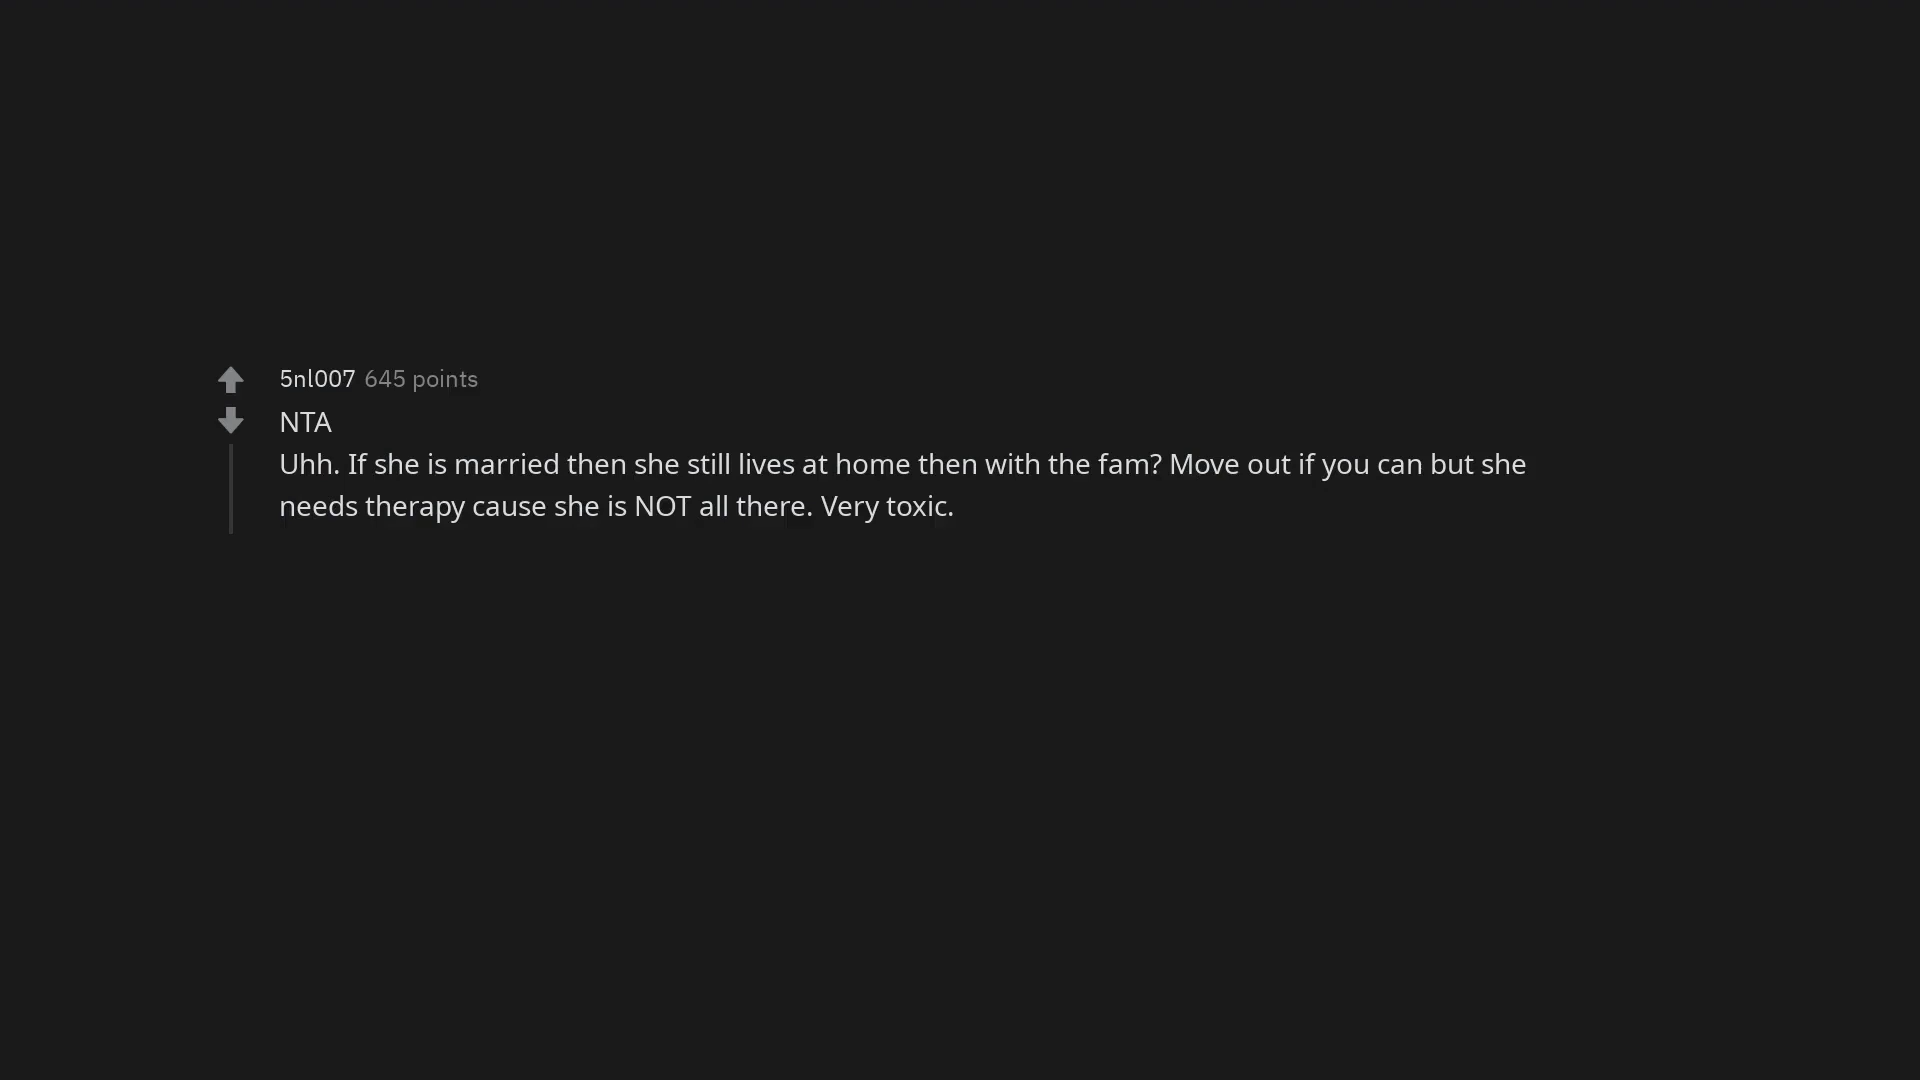 5nl007 645 points
NTA
Uhh. If she is married then she still lives at home then with the fam? Move out if you can but she
needs therapy cause she is NOT all there. Very toxic.